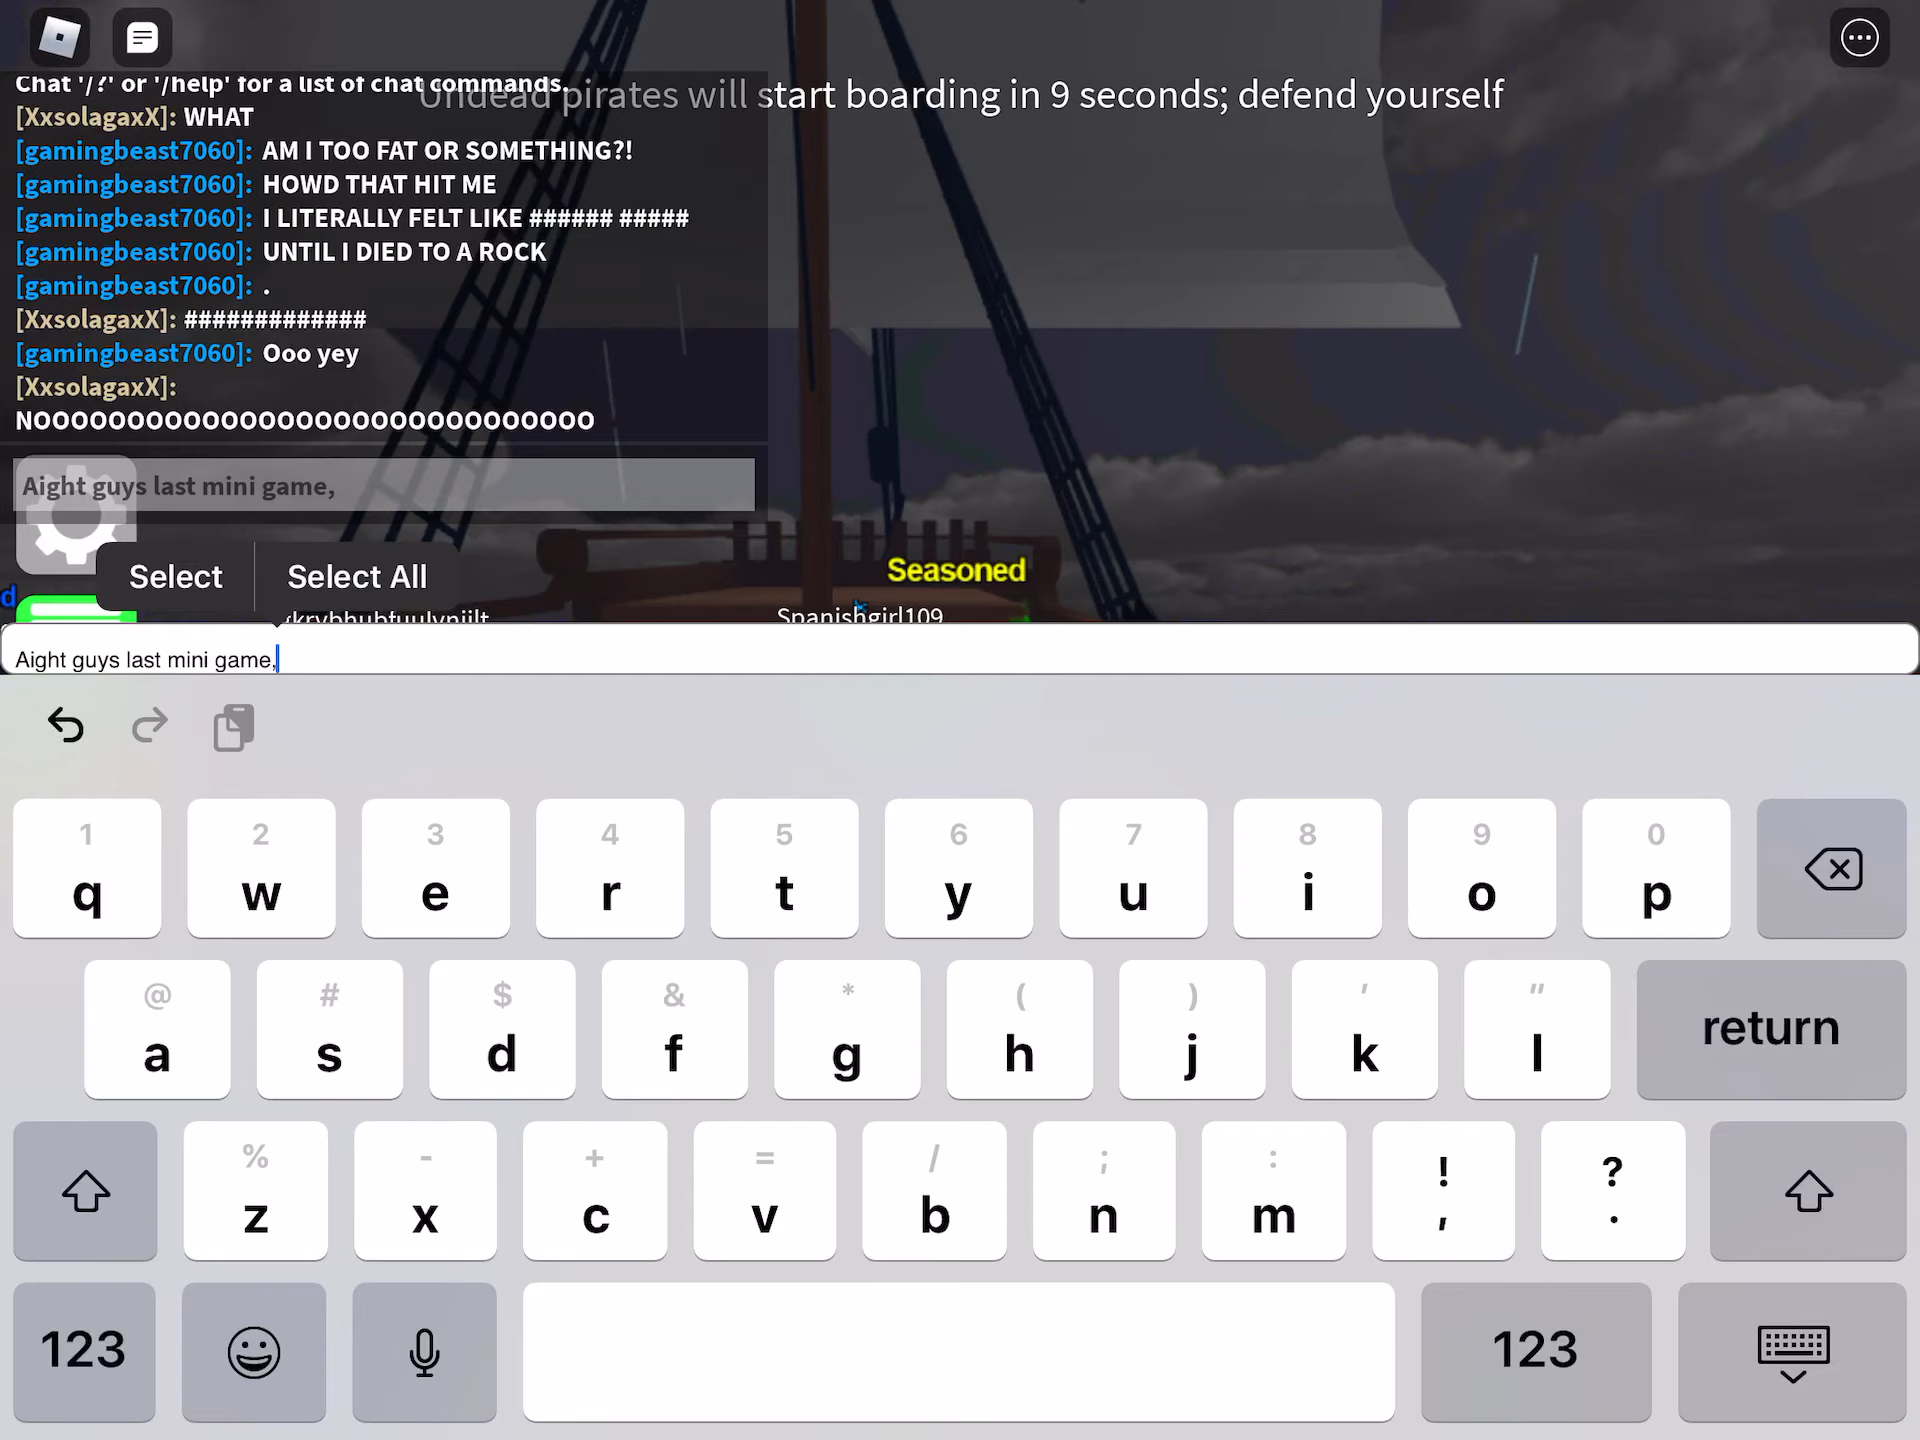 Chat '/?' or '/help' for a list of chat commands.
Undead pirates will start boarding in 9 seconds; defend yourself
[XxsolagaxX]: WHAT
[gamingbeast7060]: AM I TOO FAT OR SOMETHING?!
[gamingbeast7060]: HOWD THAT HIT ME
[gamingbeast7060]: I LITERALLY FELT LIKE ###### #####
[gamingbeast7060]: UNTIL I DIED TO A ROCK
[gamingbeast7060]: .
[XxsolagaxX]: #############
[gamingbeast7060]: Ooo yey
[XxsolagaxX]:
NOOOOOOOOOOOOOOOOOOOOOOOOOOOOOO
Aight guys last mini game,
Select Select All
Seasoned
d
Spanishgirl109
Aight guys last mini game,
1 2 3 4 5 6 7 8 9 0
q w e r t y u i o p
@ # $ & * ( ) ' "
a s d f g h j k l return
% - + = / ; : ! ?
z x c v b n m , .
123 123